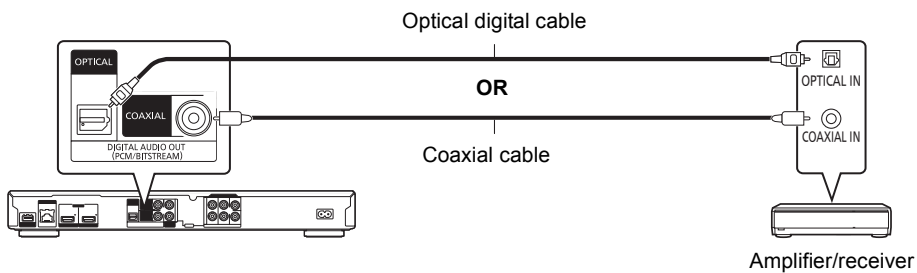 Optical digital cable
OPTICAL
OPTICAL IN
OR
COAXIAL
COAXIAL IN
DIGITAL AUDIO OUT
(PCM/BITSTREAM)
Coaxial cable
Amplifier/receiver